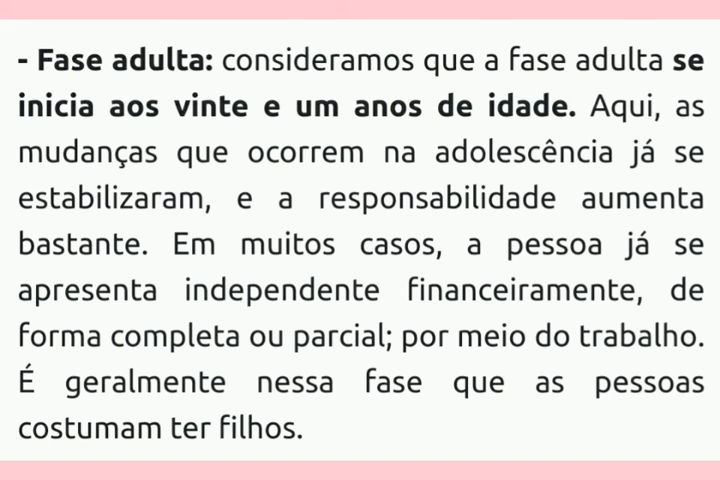 - Fase adulta: consideramos que a fase adulta se
inicia aos vinte e um anos de idade. Aqui, as
mudanças que ocorrem na adolescência já se
estabilizaram, e a responsabilidade aumenta
bastante. Em muitos casos, a pessoa já se
apresenta independente financeiramente, de
forma completa ou parcial; por meio do trabalho.
É geralmente nessa fase que as pessoas
costumam ter filhos.